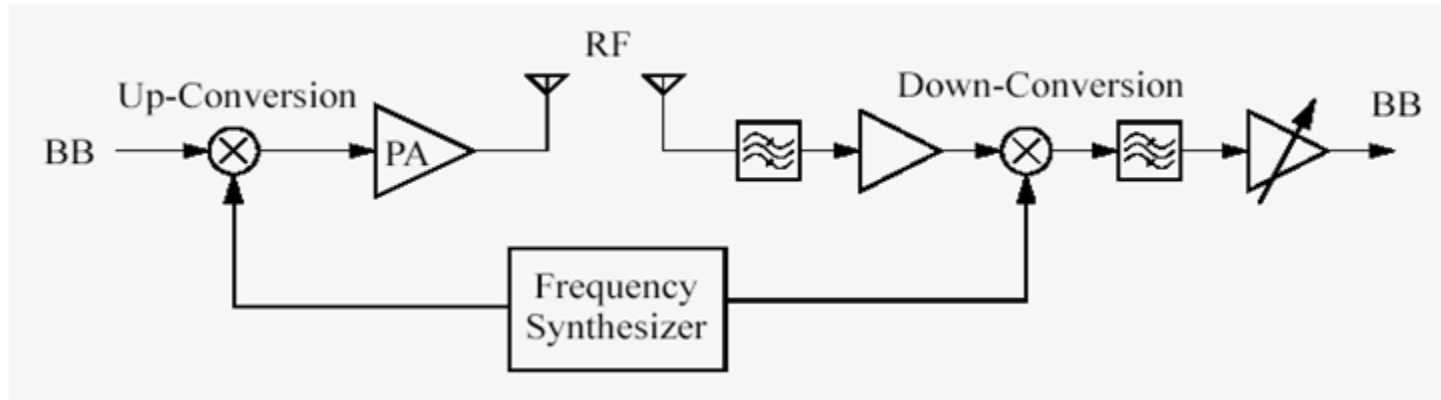 RF
Up-Conversion
Down-Conversion
BB
BB
PA
Frequency
Synthesizer